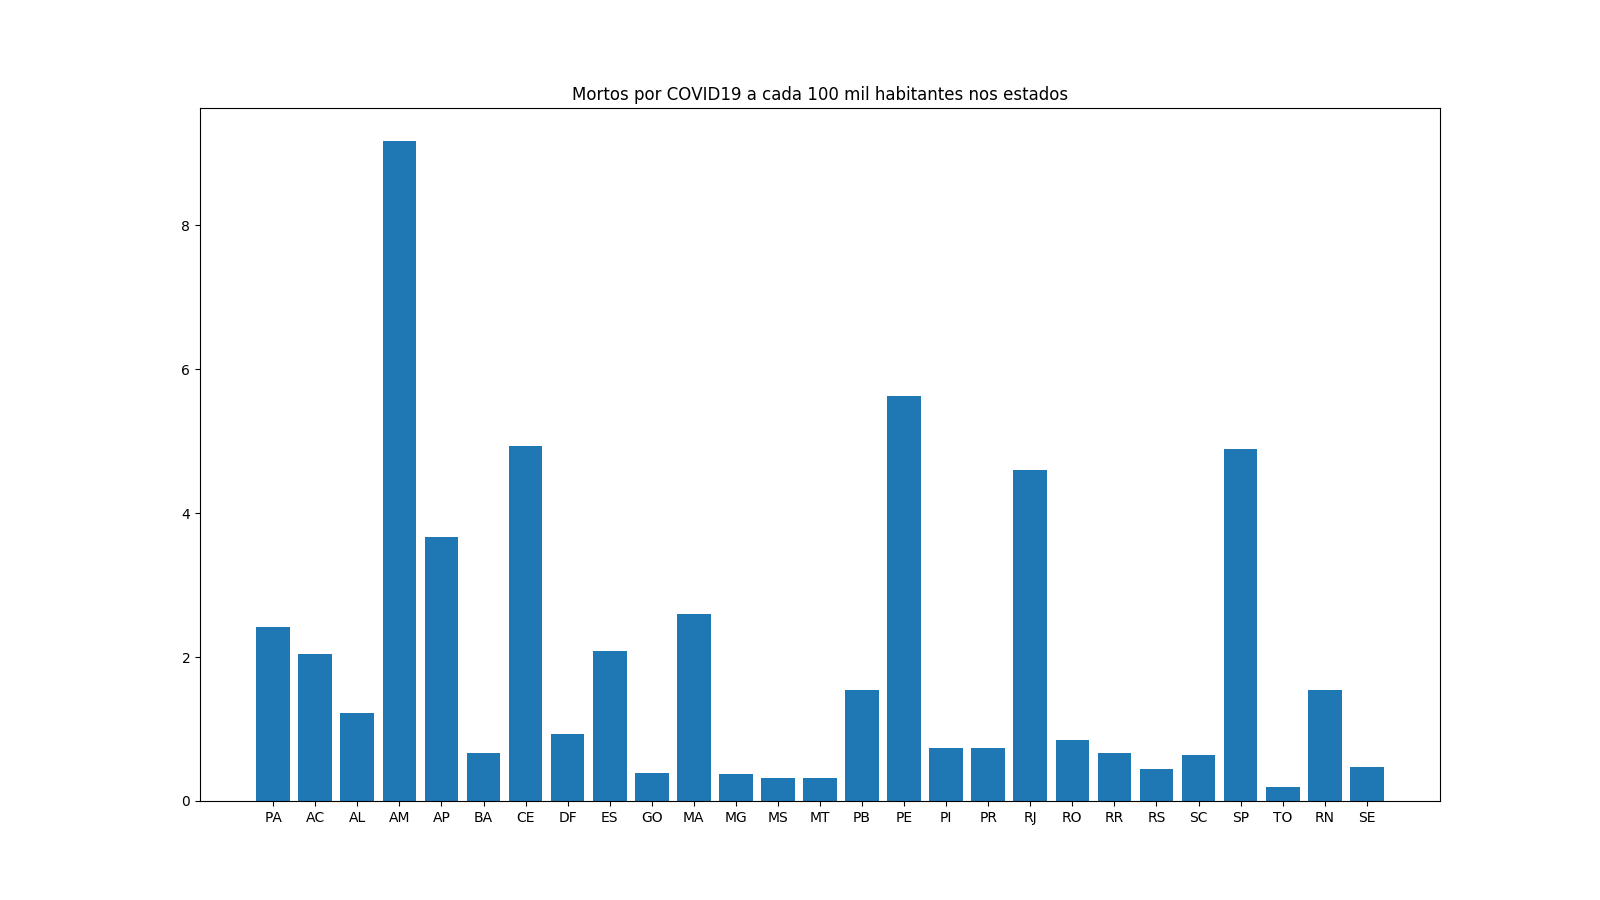 Mortos por COVID19 a cada 100 mil habitantes nos estados
8
6
4
2
0
PA AC AL AM AP BA CE DF ES GO MA MG MS MT PB PE PI PR RJ RO RR RS SC SP TO RN SE